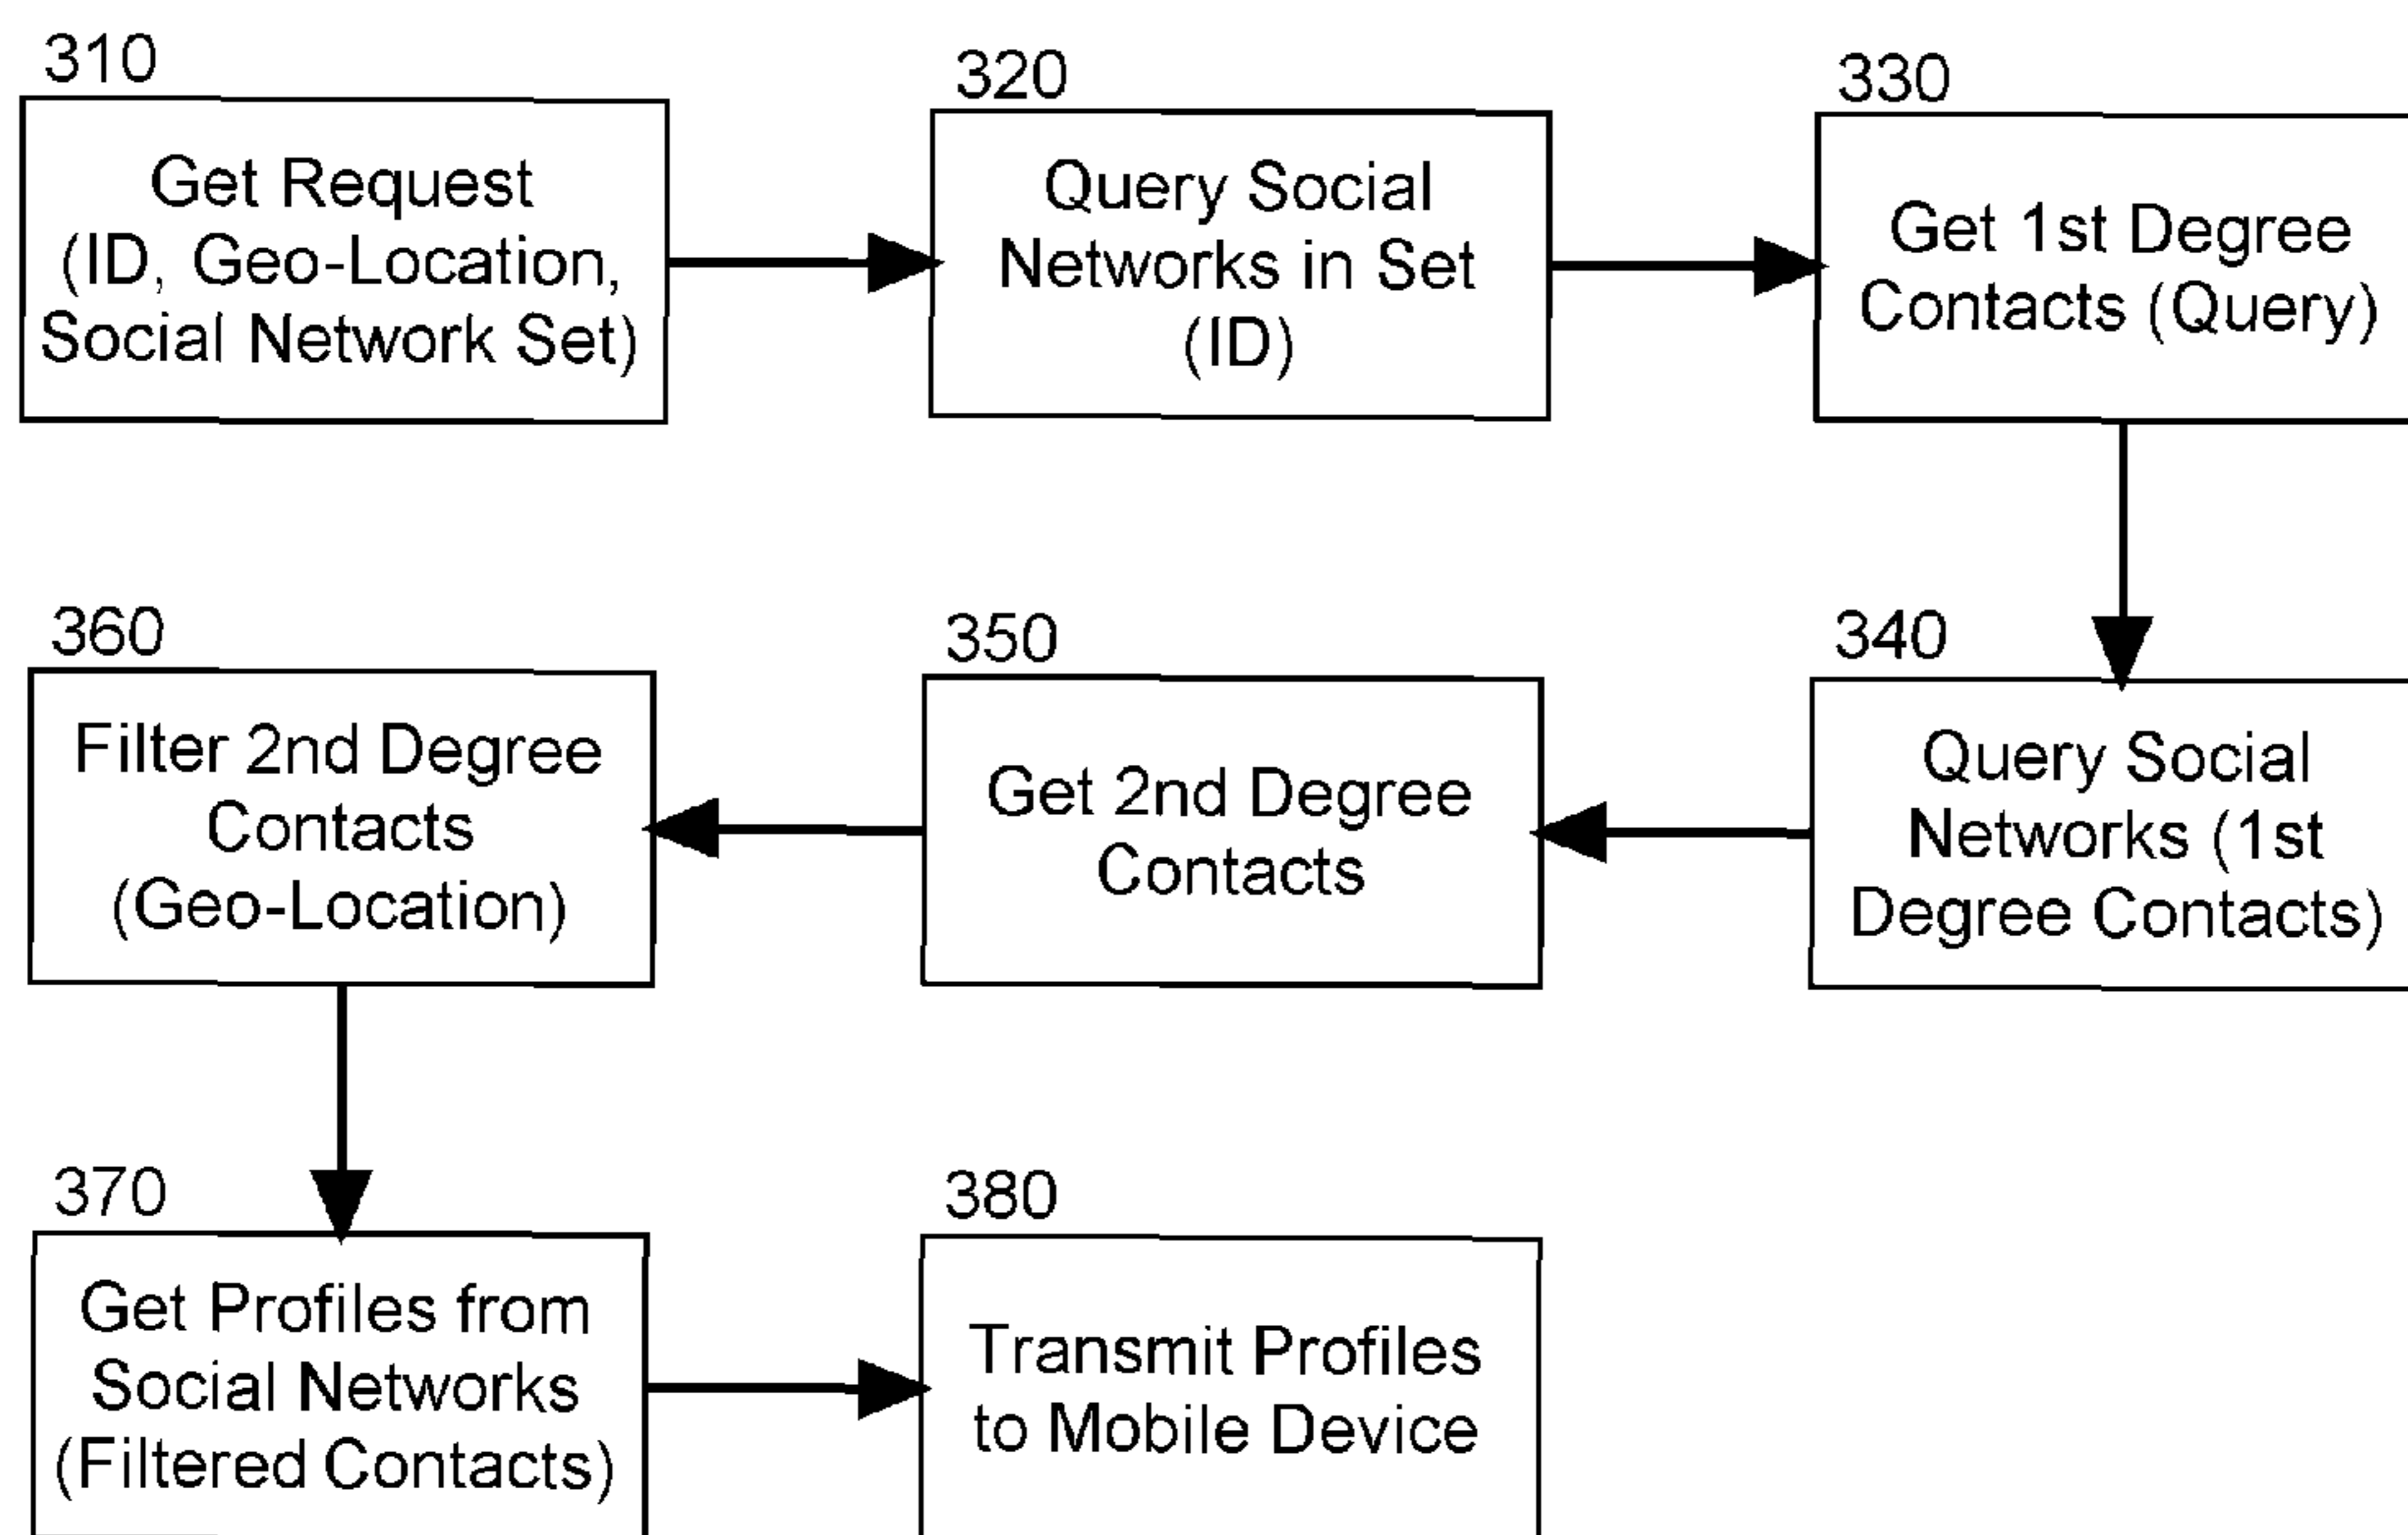 310
Get Request
(ID, Geo-Location,
Social Network Set)
320
Query Social
Networks in Set
(ID)
330
Get 1st Degree
Contacts (Query)
340
Query Social
Networks (1st
Degree Contacts)
350
Get 2nd Degree
Contacts
360
Filter 2nd Degree
Contacts
(Geo-Location)
370
Get Profiles from
Social Networks
(Filtered Contacts)
380
Transmit Profiles
to Mobile Device